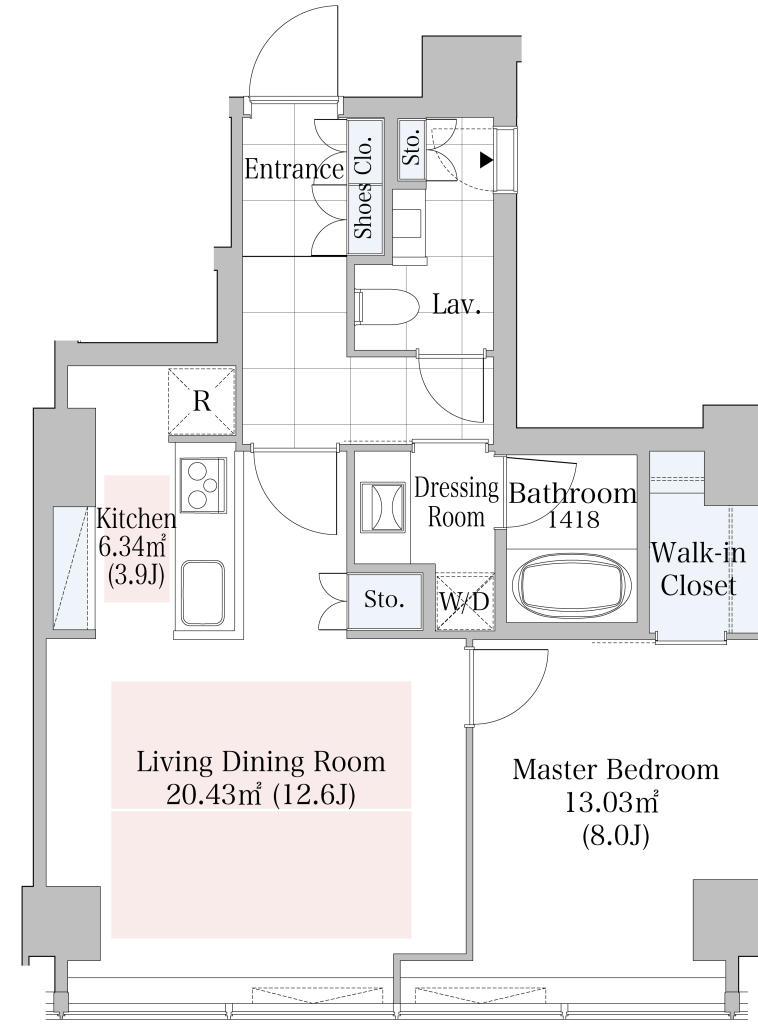 Entrance
Shoes Clo.
Sto.
Lav.
R
Kitchen
6.34㎡
(3.9J)
Dressing
Room
Bathroom
1418
Walk-in
Closet
Sto.
W/D
Living Dining Room
20.43㎡ (12.6J)
Master Bedroom
13.03㎡
(8.0J)